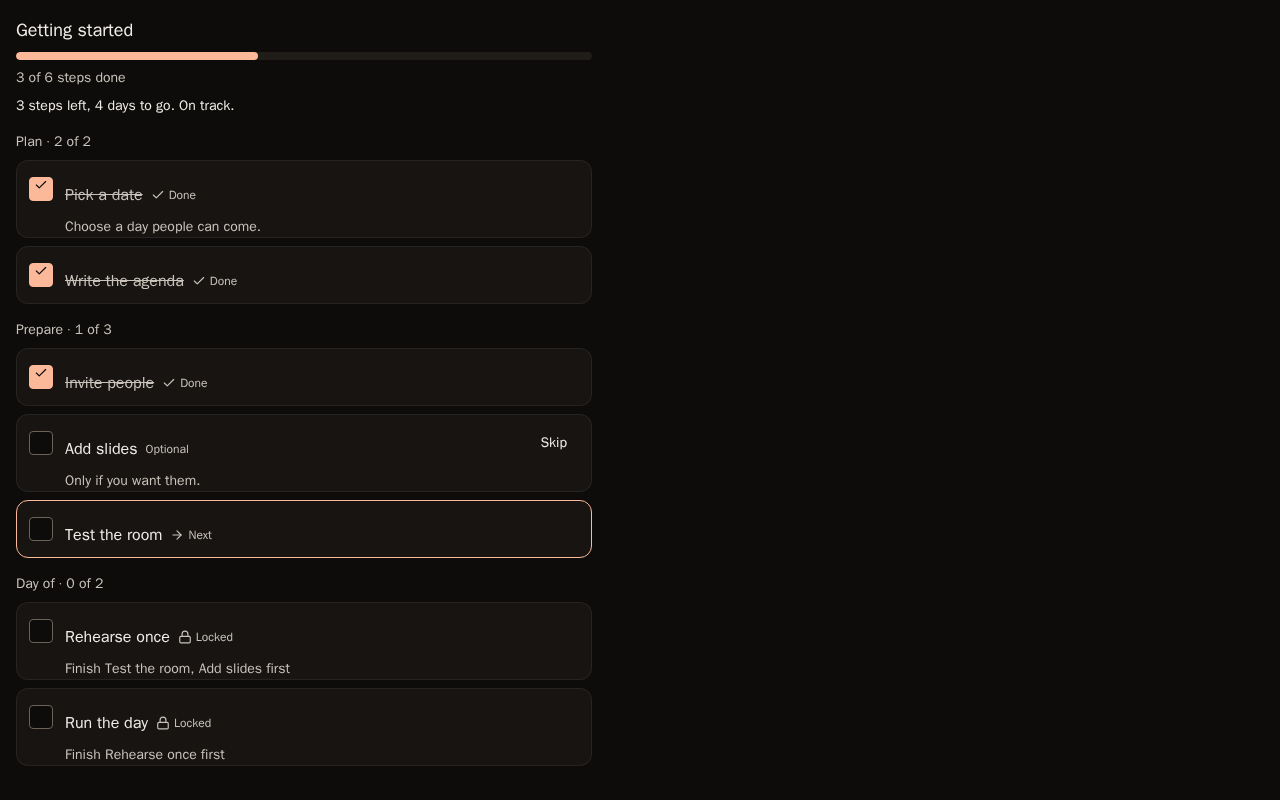 Getting started
3 of 6 steps done
3 steps left, 4 days to go. On track.
Plan · 2 of 2
Pick a date Done
Choose a day people can come.
Write the agenda Done
Prepare · 1 of 3
Invite people Done
Add slides Optional Skip
Only if you want them.
Test the room Next
Day of · 0 of 2
Rehearse once Locked
Finish Test the room, Add slides first
Run the day Locked
Finish Rehearse once first